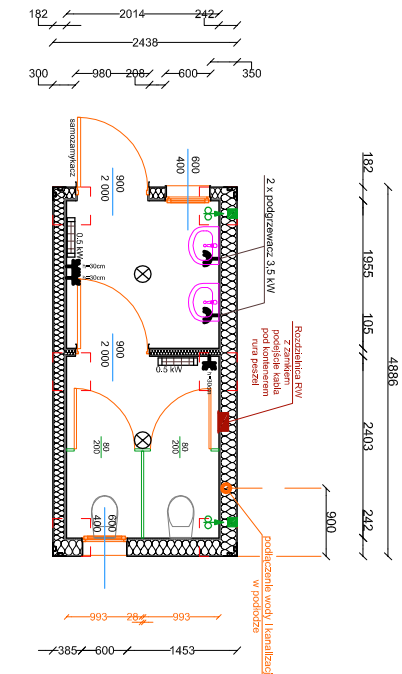 182
2014
242
2438
300
980
208
600
350
samozamykacz
900
2 000
600
400
182
2 x podgrzewacz 3,5 kW
0.5 kW
h=30cm
h=30cm
1955
105
4886
Rozdzielnica RW
z zamkiem
podejście kabla
pod kontenerem
rura peszel
900
2 000
0.5 kW
h=30cm
80
200
80
200
2403
242
900
600
400
podłączenie wody i kanalizacj
w podłodze
993
28
993
385
600
1453